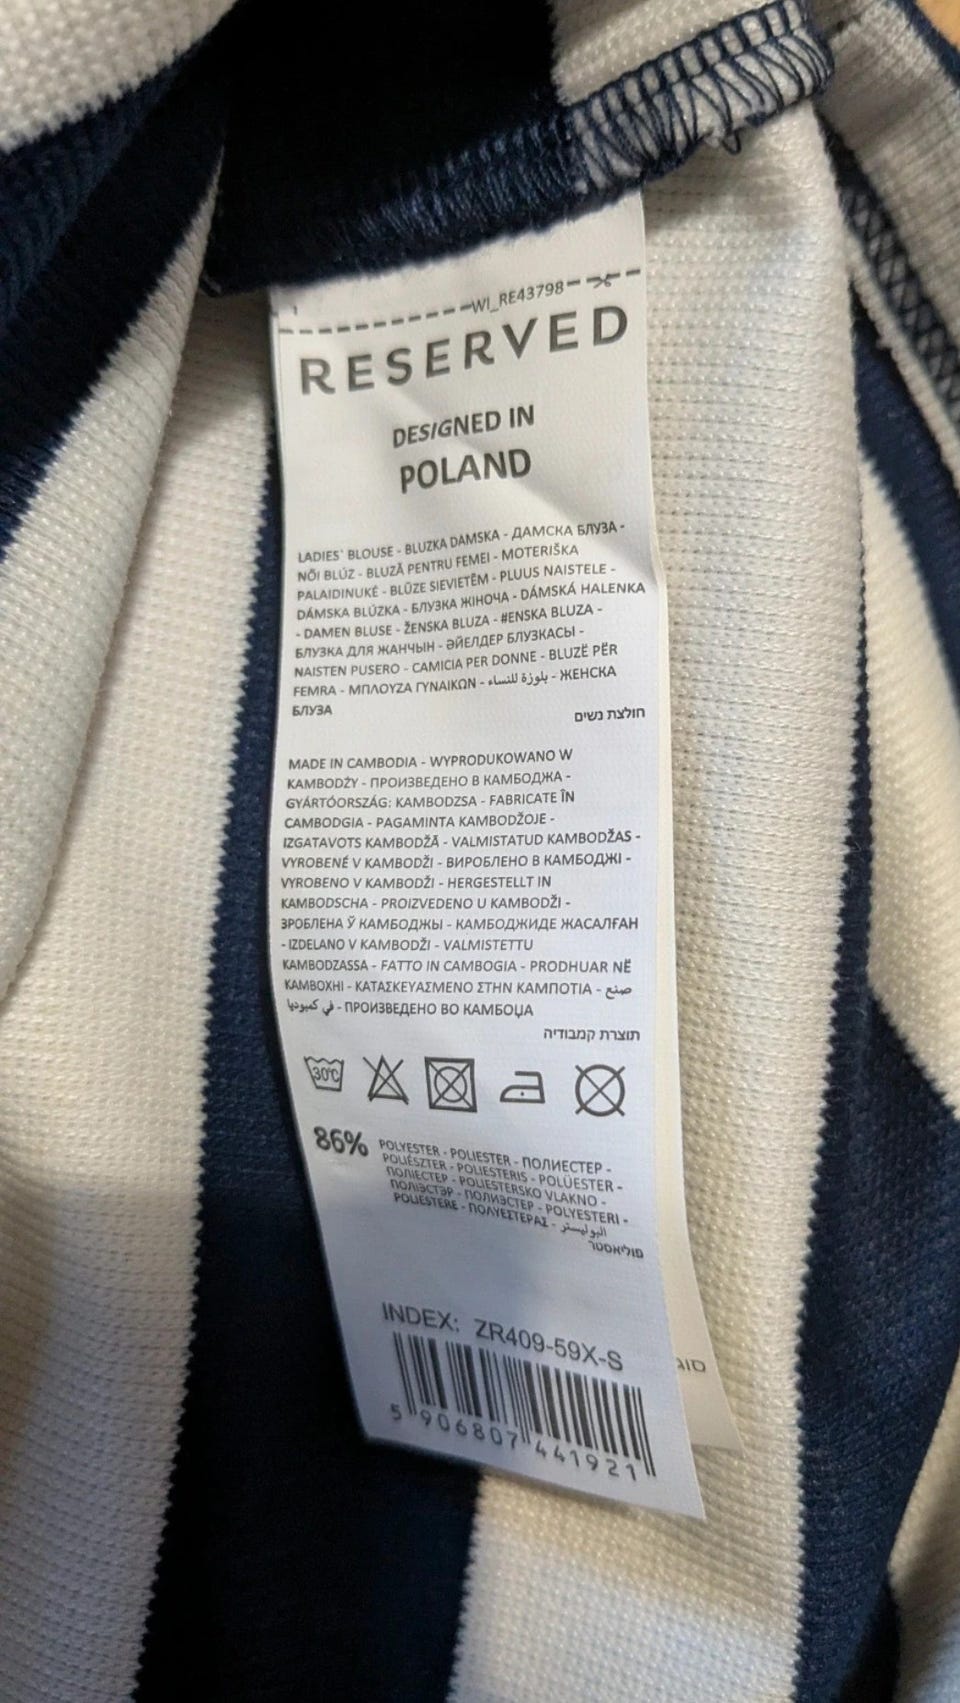 WI_RE43798
RESERVED
DESIGNED IN
POLAND
LADIES' BLOUSE - BLUZKA DAMSKA - ДАМСКА БЛУЗА -
NŐI BLÚZ - BLUZĂ PENTRU FEMEI - MOTERIŠKA
PALAIDINUKĖ - BLŪZE SIEVIETĒM - PLUUS NAISTELE -
DÁMSKA BLÚZKA - БЛУЗКА ЖІНОЧА - DÁMSKÁ HALENKA
- DAMEN BLUSE - ŽENSKA BLUZA - #ENSKA BLUZA -
БЛУЗКА ДЛЯ ЖАНЧЫН - ӘЙЕЛДЕР БЛУЗКАСЫ -
NAISTEN PUSERO - CAMICIA PER DONNE - BLUZË PËR
FEMRA - ΜΠΛΟΥΖΑ ΓΥΝΑΙΚΩΝ - بلوزة للنساء - ЖЕНСКА
БЛУЗА
חולצת נשים
MADE IN CAMBODIA - WYPRODUKOWANO W
KAMBODŻY - ПРОИЗВЕДЕНО В КАМБОДЖА -
GYÁRTÓORSZÁG: KAMBODZSA - FABRICATE ÎN
CAMBODGIA - PAGAMINTA KAMBODŽOJE -
IZGATAVOTS KAMBODŽĀ - VALMISTATUD KAMBODŽAS -
VYROBENÉ V KAMBODŽI - ВИРОБЛЕНО В КАМБОДЖІ -
VYROBENO V KAMBODŽI - HERGESTELLT IN
KAMBODSCHA - PROIZVEDENO U KAMBODŽI -
ЗРОБЛЕНА Ў КАМБОДЖЫ - КАМБОДЖИДЕ ЖАСАЛҒАН
- IZDELANO V KAMBODŽI - VALMISTETTU
KAMBODZASSA - FATTO IN CAMBOGIA - PRODHUAR NË
KAMBOXHI - ΚΑΤΑΣΚΕΥΑΣΜΕΝΟ ΣΤΗΝ ΚΑΜΠΟΤΙΑ - صنع
في كمبوديا - ПРОИЗВЕДЕНО ВО КАМБОЏА
תוצרת קמבודיה
30°C
86% POLYESTER - POLIESTER - ПОЛИЕСТЕР -
POLIÉSZTER - POLIESTERIS - POLÜESTER -
ПОЛІЕСТЕР - POLIESTERSKO VLAKNO -
ПОЛІЭСТЭР - ПОЛИЭСТЕР - POLYESTERI -
POLIESTERE - ΠΟΛΥΕΣΤΕΡΑΣ - البوليستر
פוליאסטר
INDEX: ZR409-59X-S
5 906807 441921